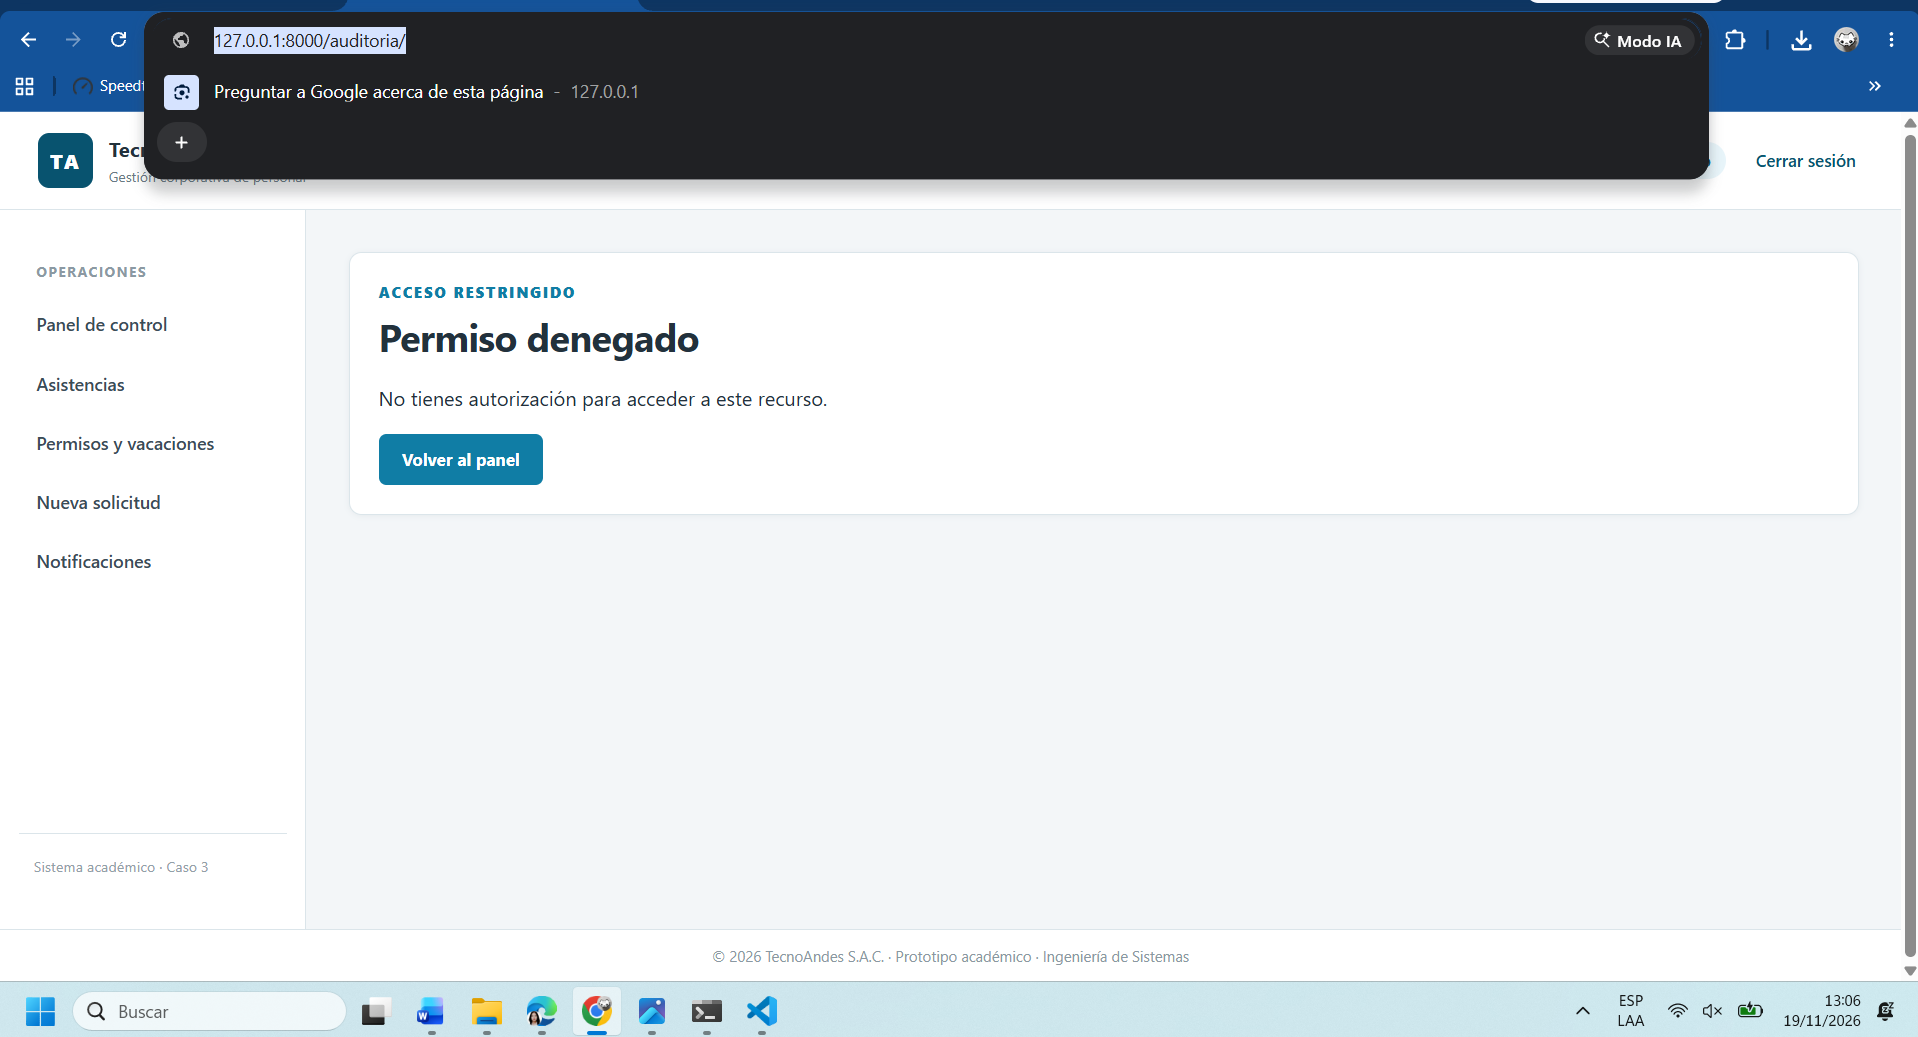 127.0.0.1:8000/auditoria/
Modo IA
Preguntar a Google acerca de esta página - 127.0.0.1
TA
Cerrar sesión
OPERACIONES
Panel de control
Asistencias
Permisos y vacaciones
Nueva solicitud
Notificaciones
ACCESO RESTRINGIDO
Permiso denegado
No tienes autorización para acceder a este recurso.
Volver al panel
Sistema académico · Caso 3
© 2026 TecnoAndes S.A.C. · Prototipo académico · Ingeniería de Sistemas
Buscar
ESP
LAA
13:06
19/11/2026